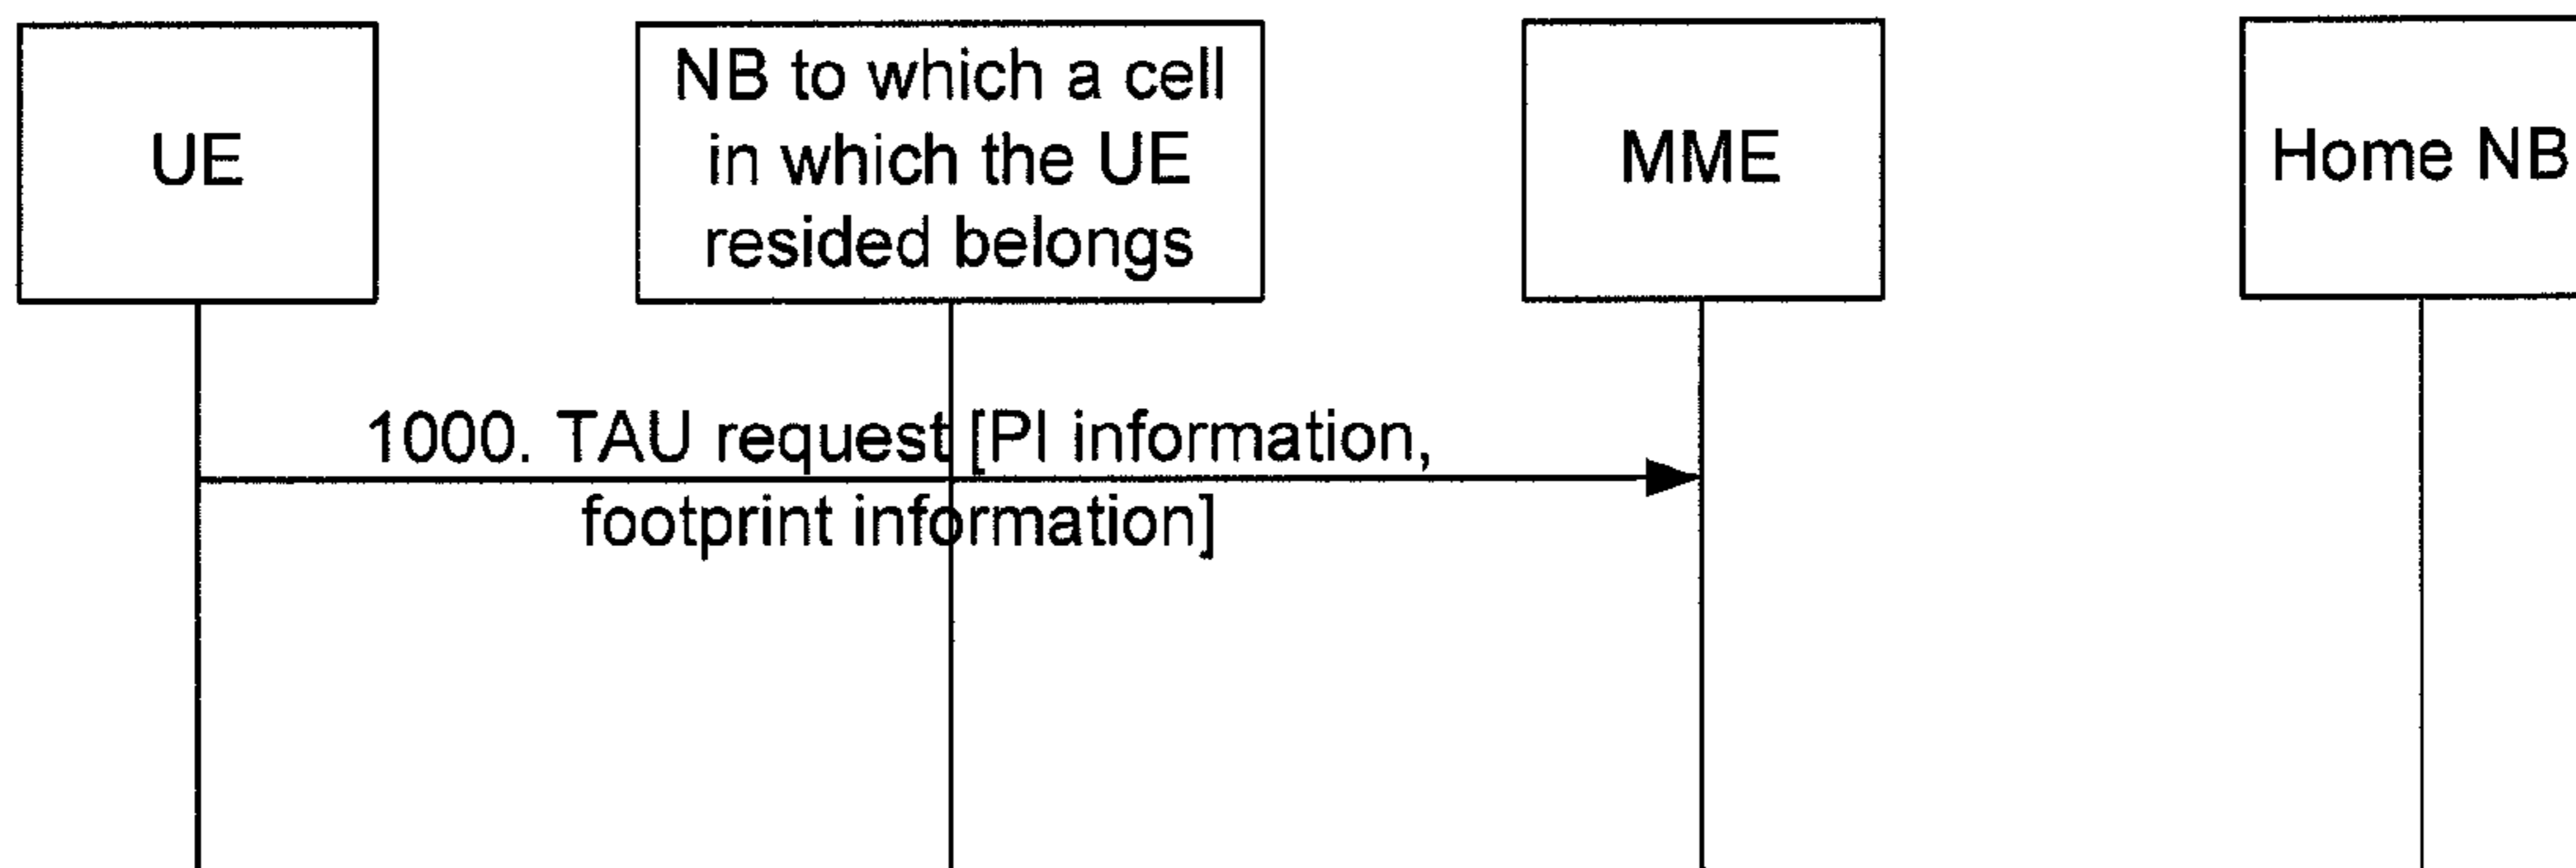 UE
NB to which a cell
in which the UE
resided belongs
MME
Home NB
1000. TAU request [PI information,
footprint information]